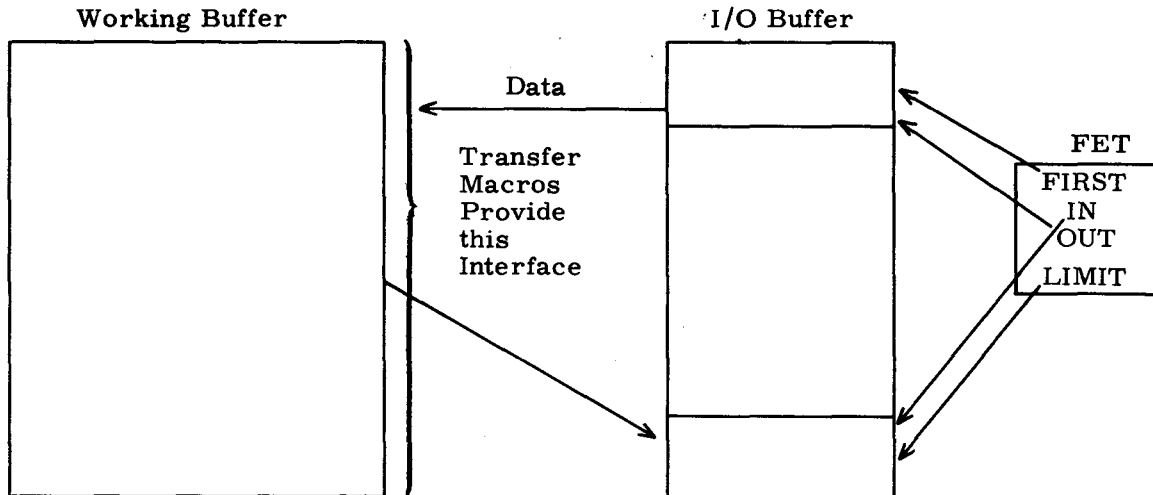 Working Buffer
I/O Buffer
Data
Transfer
Macros
Provide
this
Interface
FET
FIRST
IN
OUT
LIMIT